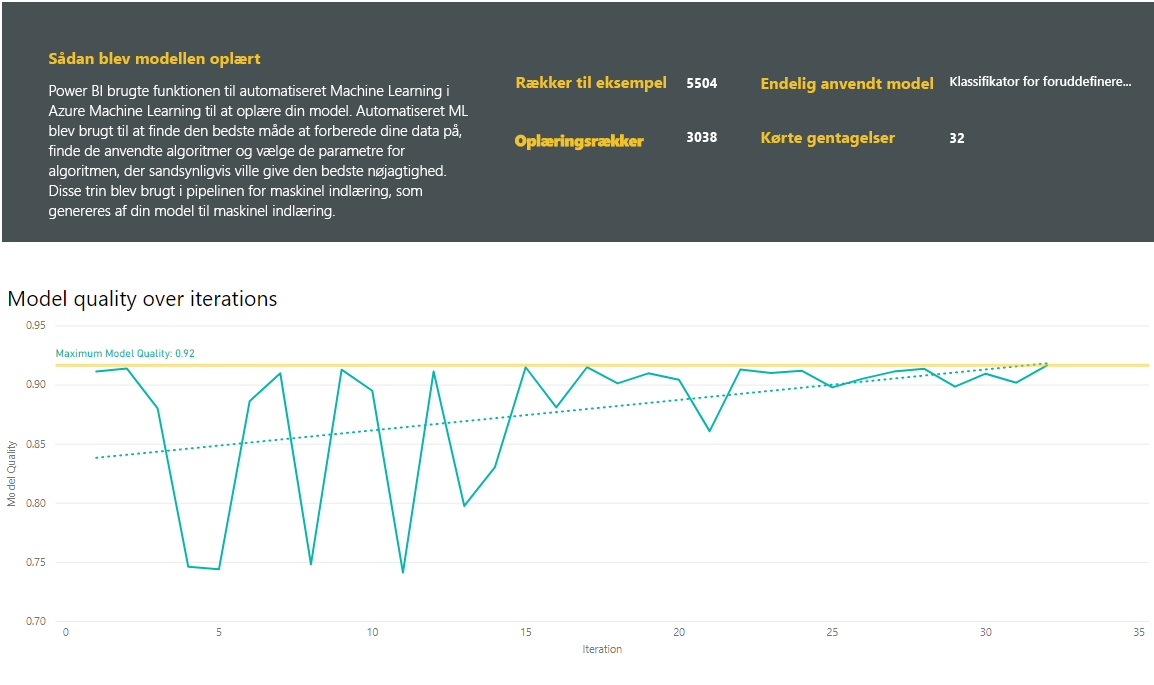 Sådan blev modellen oplært
Power BI brugte funktionen til automatiseret Machine Learning i
Azure Machine Learning til at oplære din model. Automatiseret ML
blev brugt til at finde den bedste måde at forberede dine data på,
finde de anvendte algoritmer og vælge de parametre for
algoritmen, der sandsynligvis ville give den bedste nøjagtighed.
Disse trin blev brugt i pipelinen for maskinel indlæring, som
genereres af din model til maskinel indlæring.
Rækker til eksempel 5504 Endelig anvendt model Klassifikator for foruddefinere...
Oplæringsrækker 3038 Kørte gentagelser 32
Model quality over iterations
0.95
Maximum Model Quality: 0.92
0.90
0.85
0.80
0.75
0.70
Model Quality
0 5 10 15 20 25 30 35
Iteration